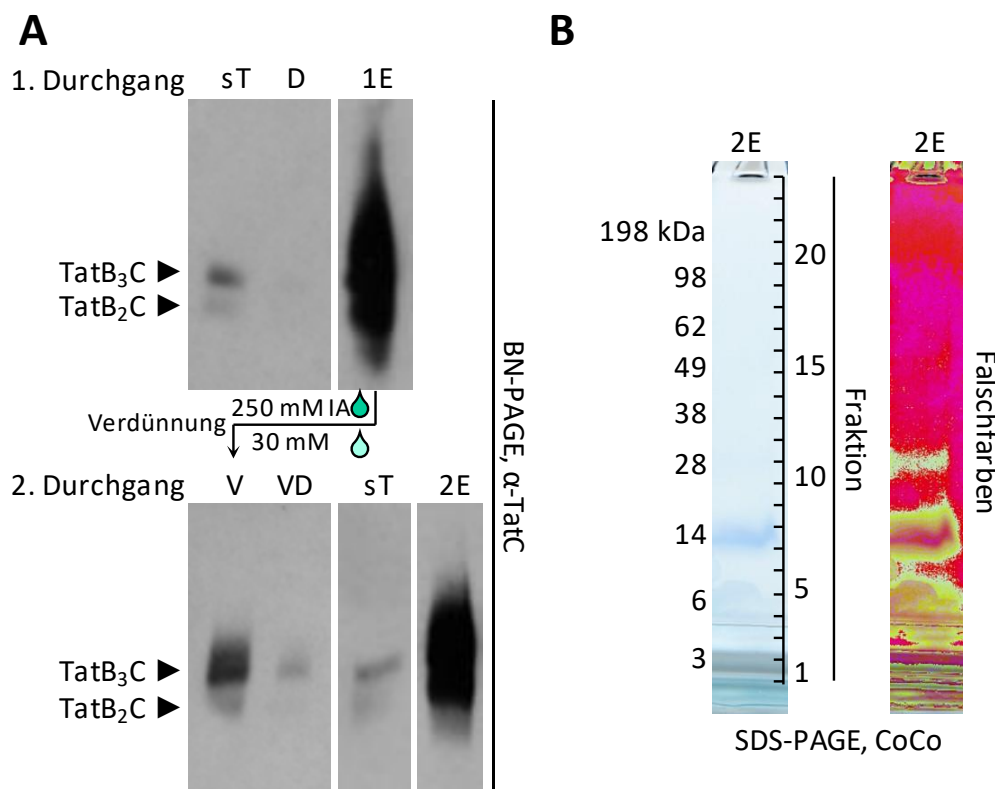 A
1. Durchgang sT D 1E
TatB₃C
TatB₂C
Verdünnung 250 mM IA
30 mM
2. Durchgang V VD sT 2E
TatB₃C
TatB₂C
BN-PAGE, α-TatC
B
2E 2E
198 kDa
98
62
49
38
28
14
6
3
20
15
10
5
1
Fraktion
Falschfarben
SDS-PAGE, CoCo